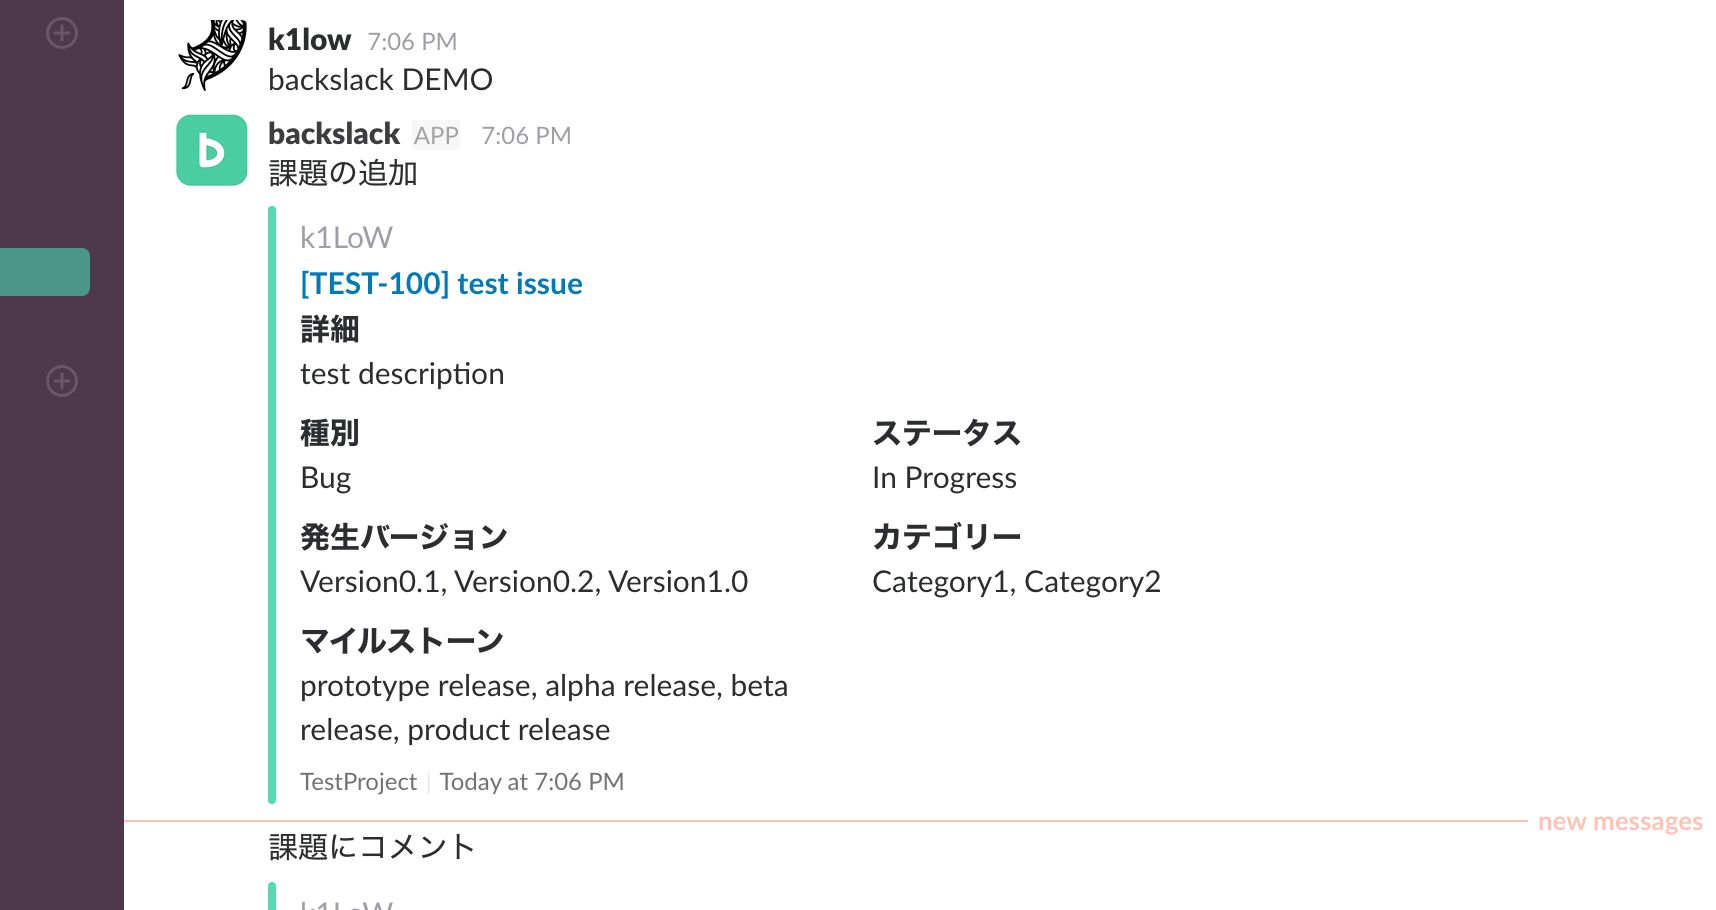 k1low 7:06 PM
backslack DEMO
backslack APP 7:06 PM
課題の追加
k1LoW
[TEST-100] test issue
詳細
test description
種別 ステータス
Bug In Progress
発生バージョン カテゴリー
Version0.1, Version0.2, Version1.0 Category1, Category2
マイルストーン
prototype release, alpha release, beta
release, product release
TestProject | Today at 7:06 PM
new messages
課題にコメント
k1LoW